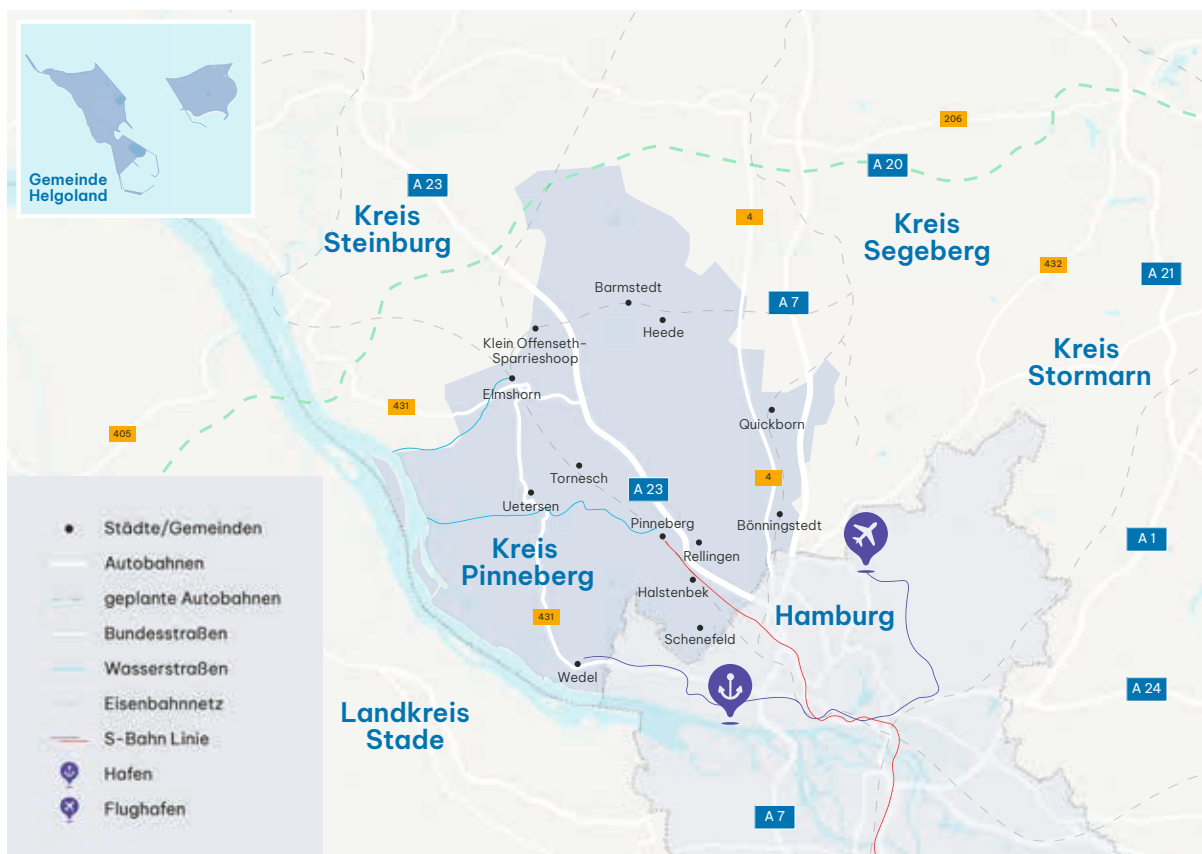 Gemeinde
Helgoland
206
A 20
A 23
4
Kreis
Steinburg
Kreis
Segeberg
432
A 21
A 7
Barmstedt
Heede
Klein Offenseth-
Sparrieshoop
Kreis
Stormarn
Elmshorn
431
405
Quickborn
Tornesch
4
A 23
Uetersen
Pinneberg
Bönningstedt
A 1
Rellingen
Kreis
Pinneberg
Halstenbek
431
Hamburg
Schenefeld
Wedel
A 24
Landkreis
Stade
A 7
Städte/Gemeinden
Autobahnen
geplante Autobahnen
Bundesstraßen
Wasserstraßen
Eisenbahnnetz
S-Bahn Linie
Hafen
Flughafen